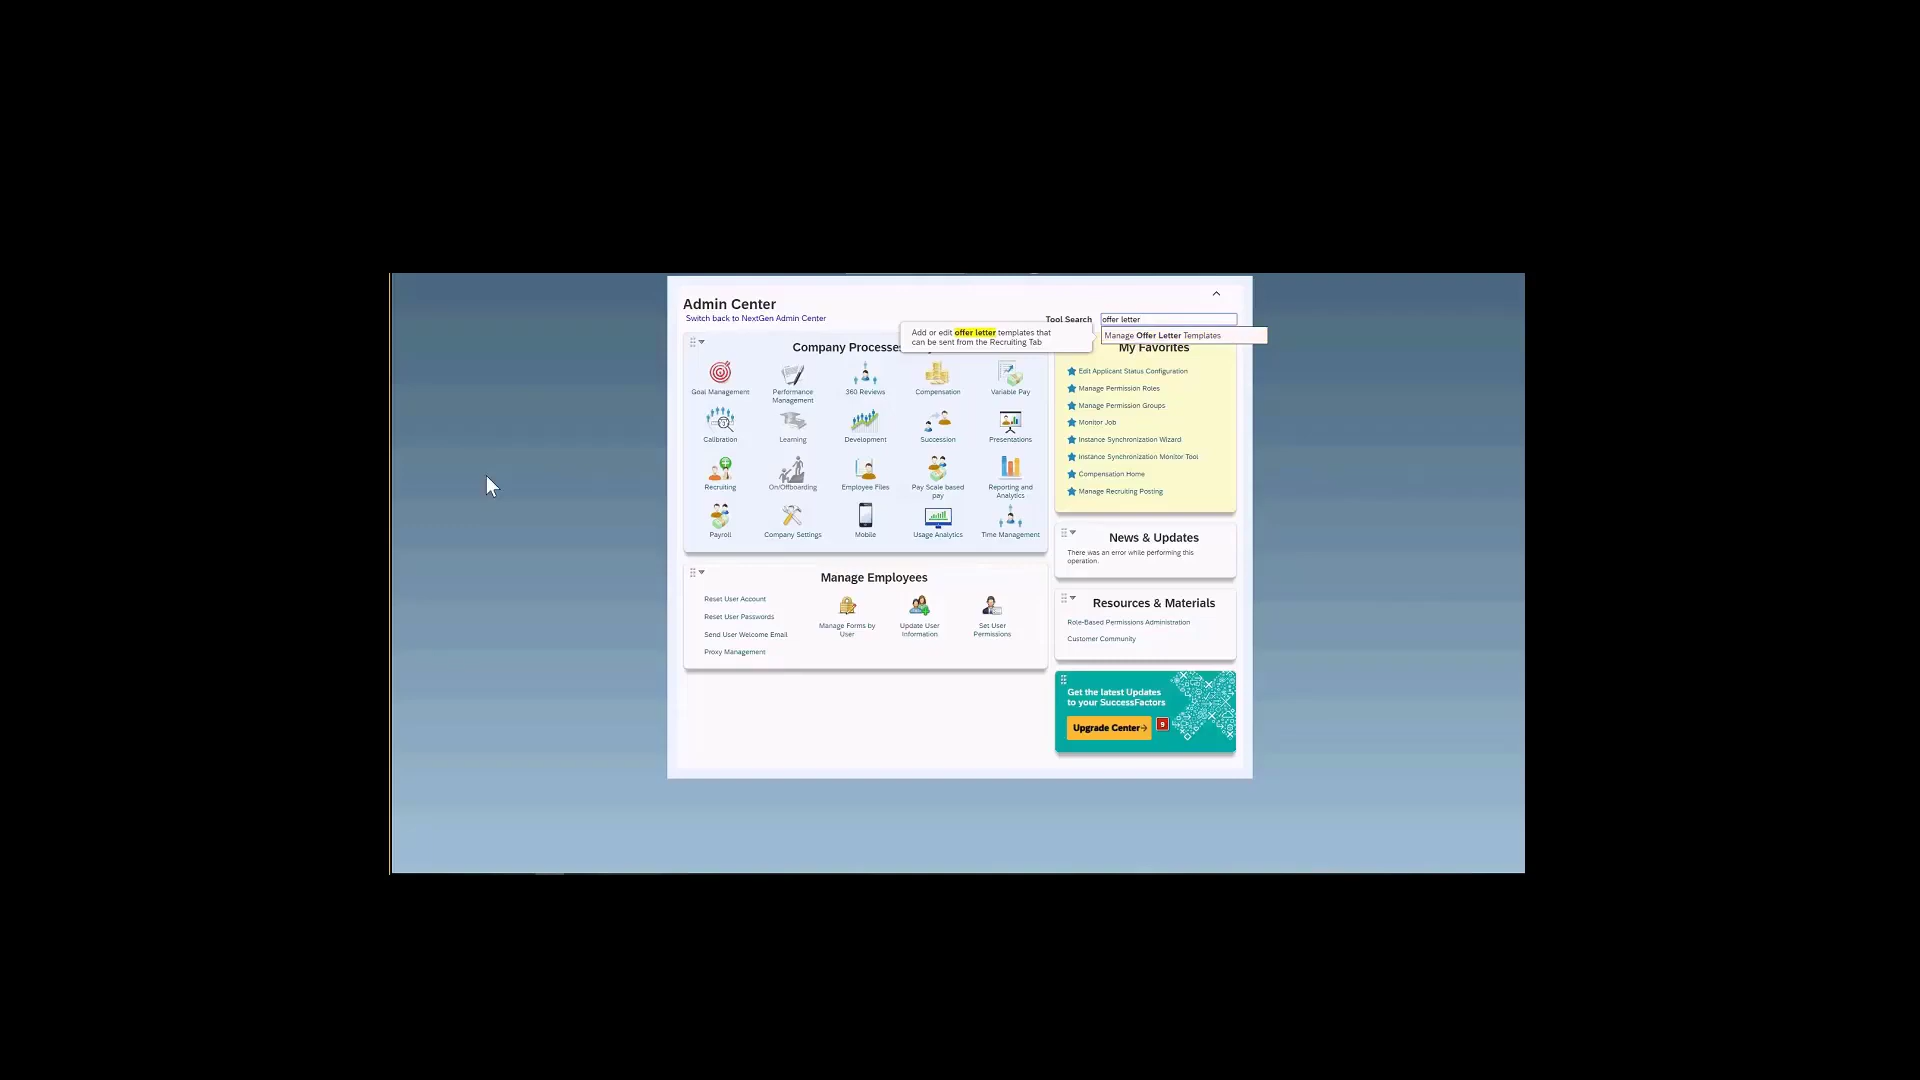 Admin Center
Switch back to NextGen Admin Center
Tool Search
offer letter
Manage Offer Letter Templates
Add or edit offer letter templates that
can be sent from the Recruiting Tab
Company Processes
Goal Management
Performance
Management
360 Reviews
Compensation
Variable Pay
Calibration
Learning
Development
Succession
Presentations
Recruiting
On/Offboarding
Employee Files
Pay Scale based
pay
Reporting and
Analytics
Payroll
Company Settings
Mobile
Usage Analytics
Time Management
Manage Employees
Reset User Account
Reset User Passwords
Send User Welcome Email
Proxy Management
Manage Forms by
User
Update User
Information
Set User
Permissions
My Favorites
Edit Applicant Status Configuration
Manage Permission Roles
Manage Permission Groups
Monitor Job
Instance Synchronization Wizard
Instance Synchronization Monitor Tool
Compensation Home
Manage Recruiting Posting
News & Updates
There was an error while performing this
operation.
Resources & Materials
Role-Based Permissions Administration
Customer Community
Get the latest Updates
to your SuccessFactors
Upgrade Center
9